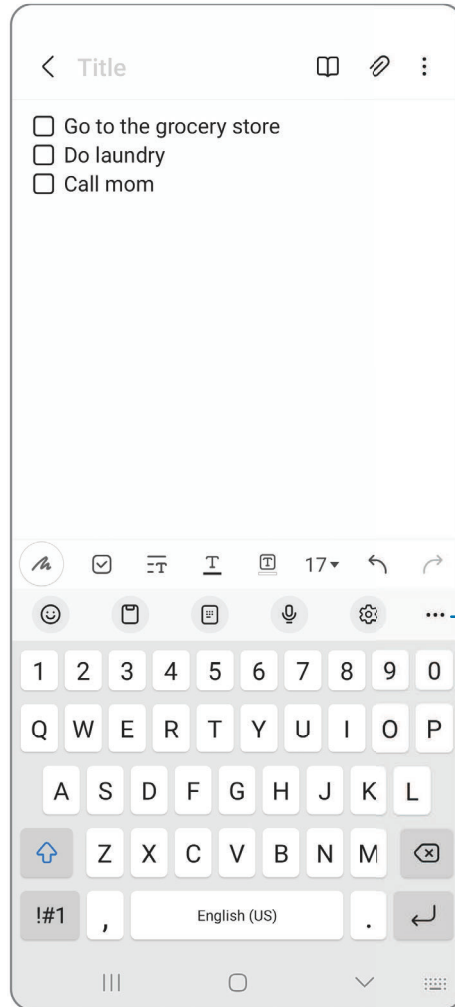 Title
Go to the grocery store
Do laundry
Call mom
T T T 17
1 2 3 4 5 6 7 8 9 0
Q W E R T Y U I O P
A S D F G H J K L
Z X C V B N M
!#1 , English (US) .